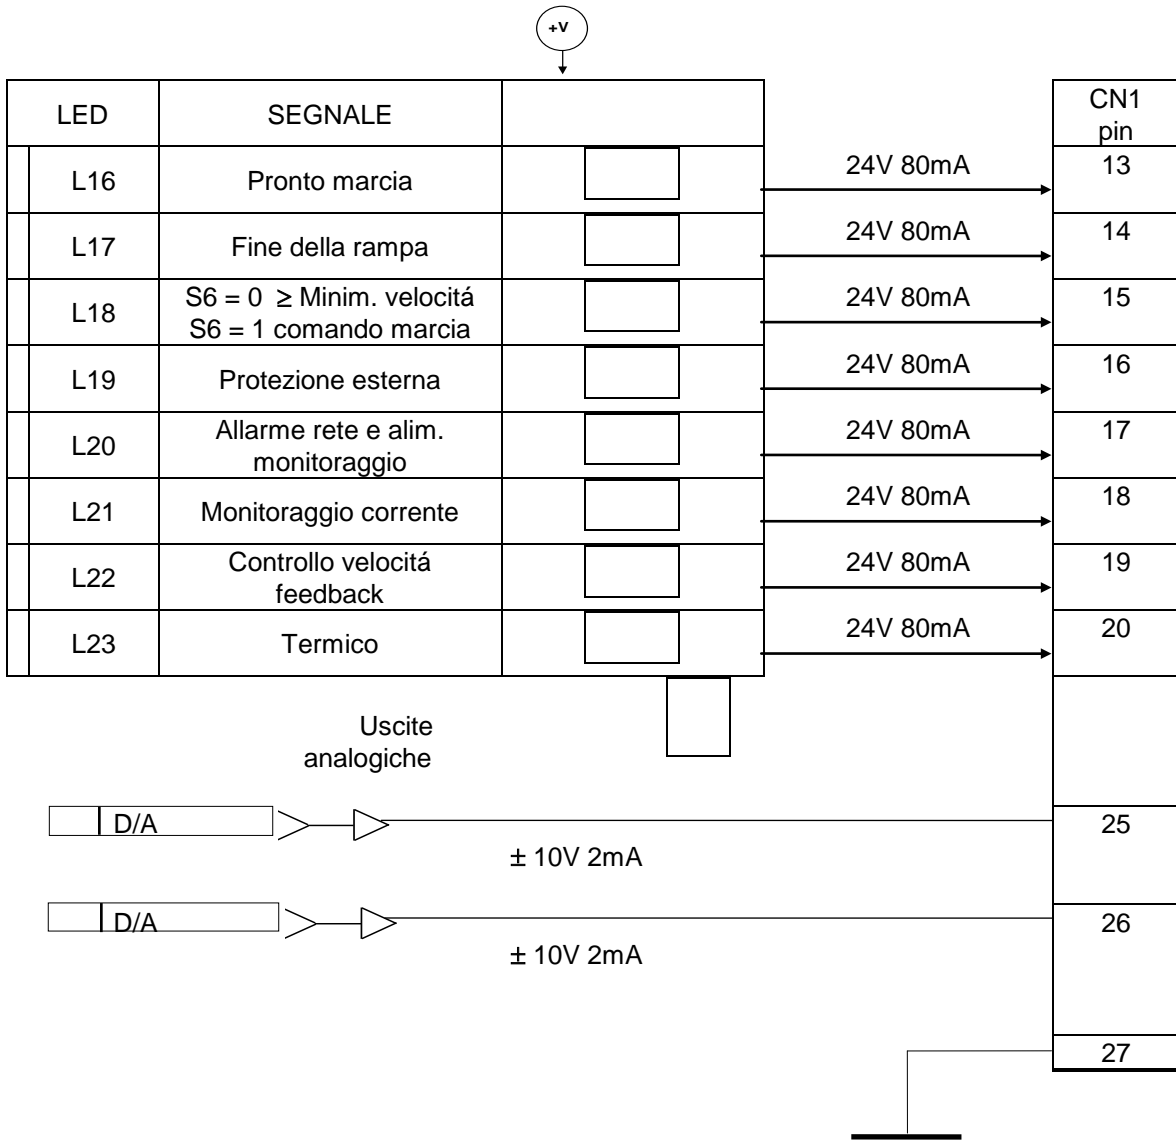 +V
LED SEGNALE CN1
pin
L16 Pronto marcia 24V 80mA 13
L17 Fine della rampa 24V 80mA 14
L18 S6 = 0 ≥ Minim. velocitá
S6 = 1 comando marcia 24V 80mA 15
L19 Protezione esterna 24V 80mA 16
L20 Allarme rete e alim.
monitoraggio 24V 80mA 17
L21 Monitoraggio corrente 24V 80mA 18
L22 Controllo velocitá
feedback 24V 80mA 19
L23 Termico 24V 80mA 20
Uscite
analogiche
D/A 25
± 10V 2mA
D/A 26
± 10V 2mA
27